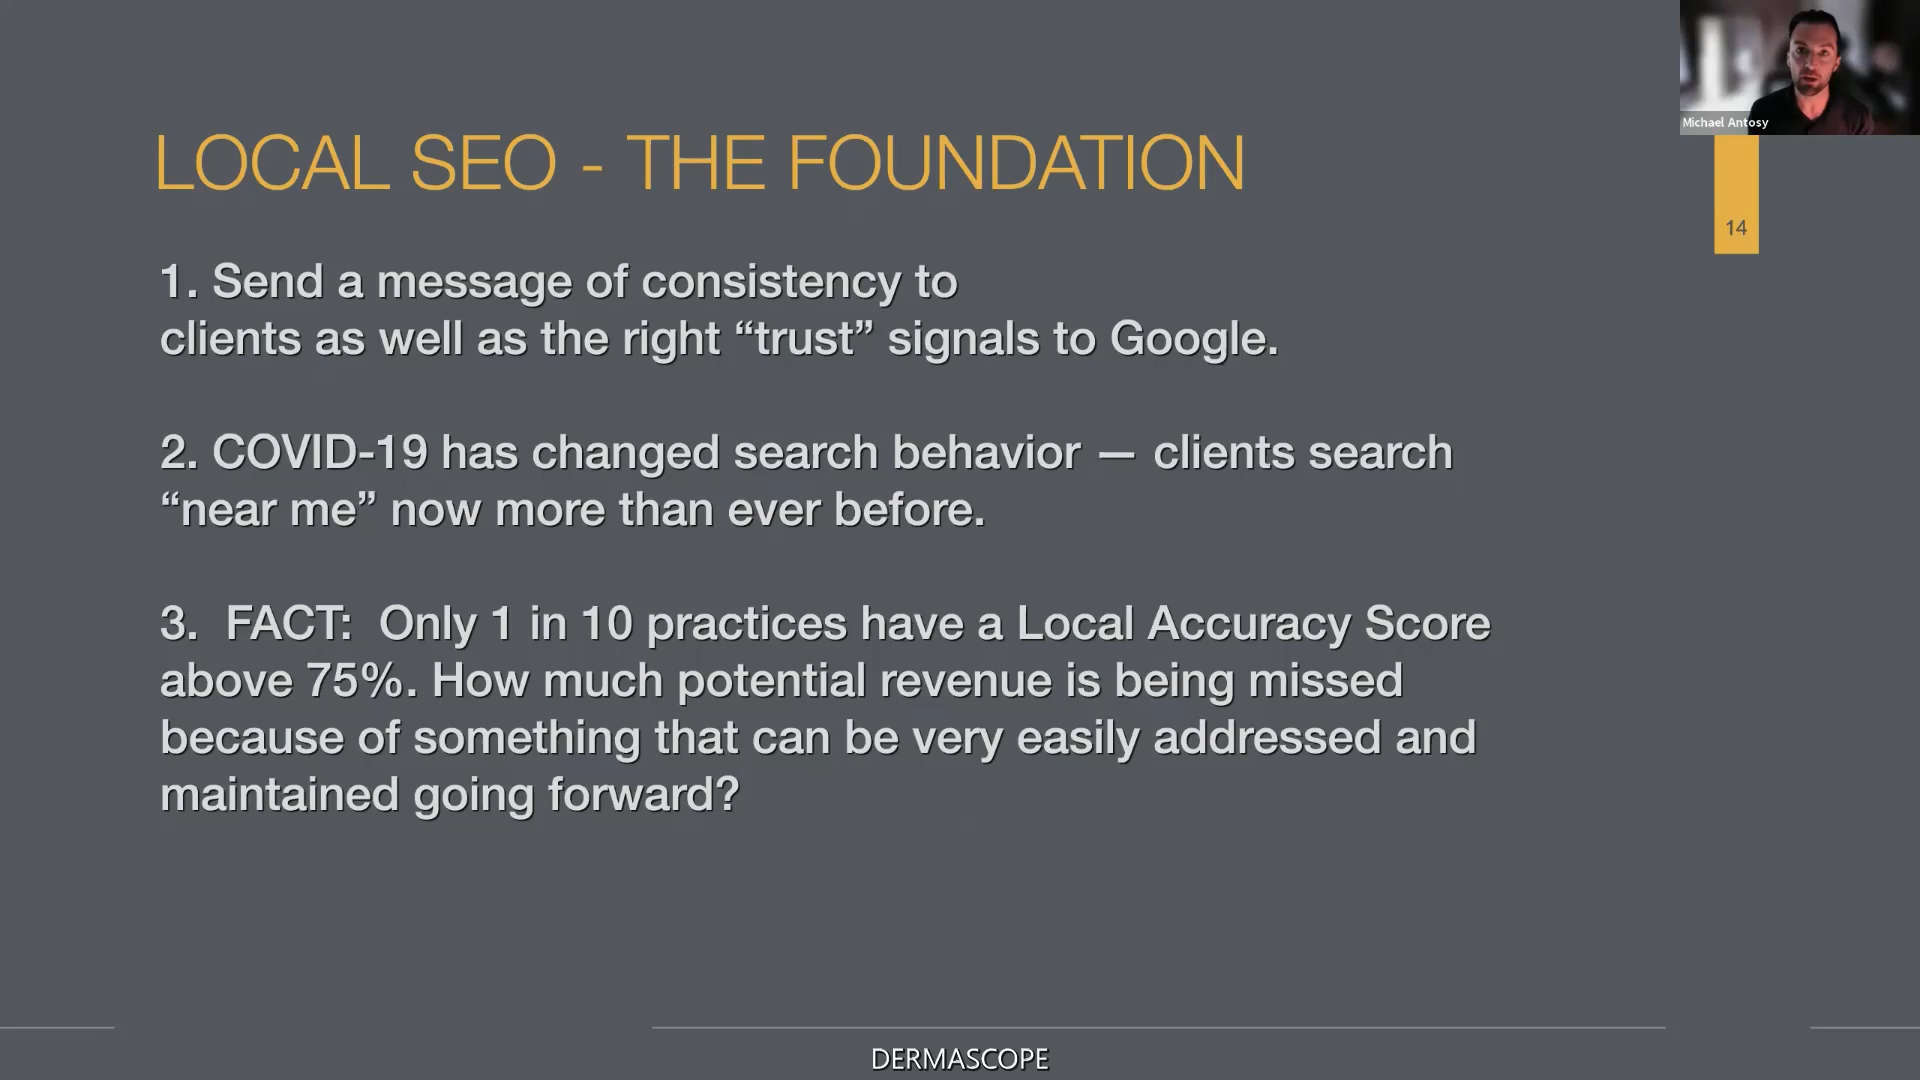 Michael Antosy
LOCAL SEO - THE FOUNDATION
14
1. Send a message of consistency to
clients as well as the right “trust” signals to Google.
2. COVID-19 has changed search behavior — clients search
“near me” now more than ever before.
3.  FACT:  Only 1 in 10 practices have a Local Accuracy Score
above 75%. How much potential revenue is being missed
because of something that can be very easily addressed and
maintained going forward?
DERMASCOPE